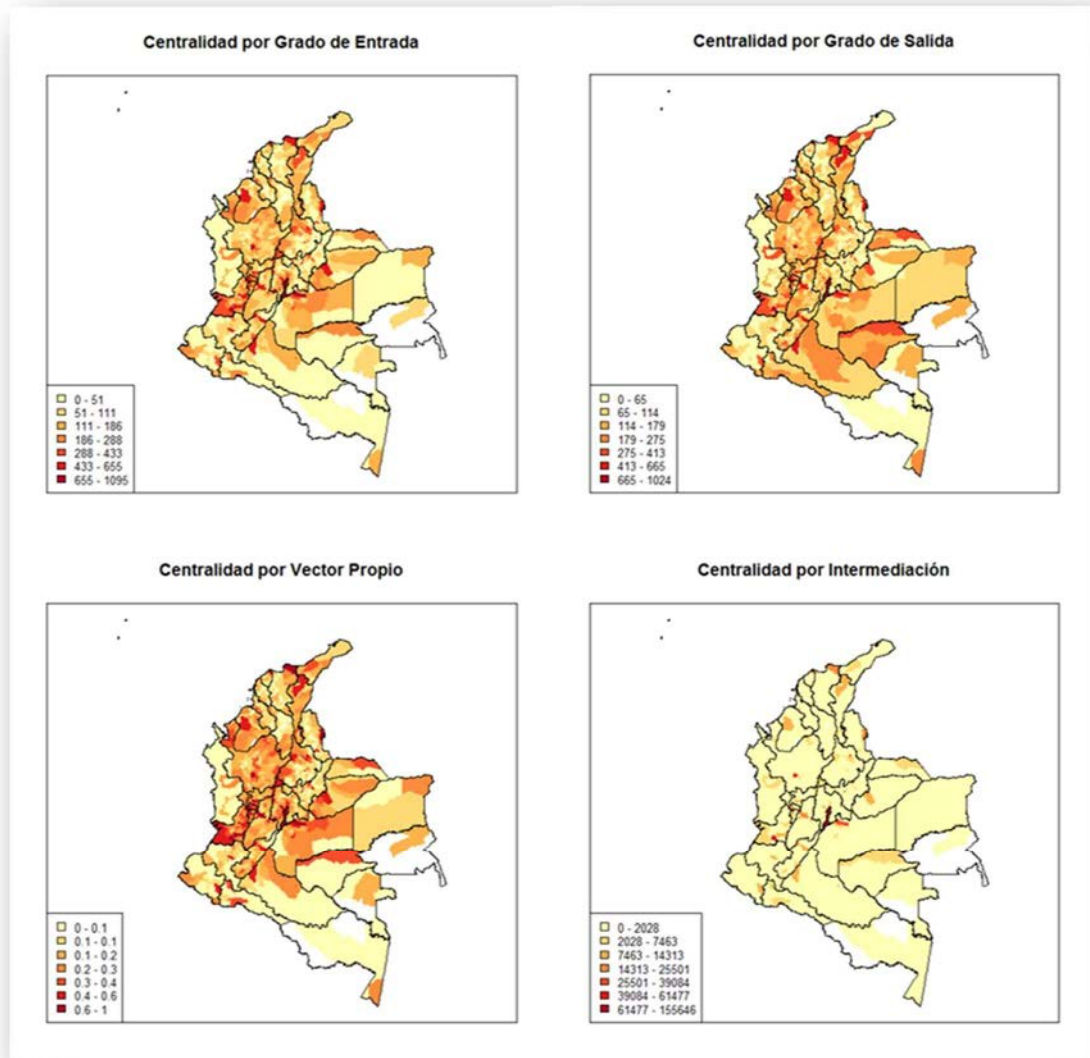 Centralidad por Grado de Entrada
0 - 51
51 - 111
111 - 186
186 - 288
288 - 433
433 - 655
655 - 1095
Centralidad por Grado de Salida
0 - 65
65 - 114
114 - 179
179 - 275
275 - 413
413 - 665
665 - 1024
Centralidad por Vector Propio
0 - 0.1
0.1 - 0.1
0.1 - 0.2
0.2 - 0.3
0.3 - 0.4
0.4 - 0.6
0.6 - 1
Centralidad por Intermediación
0 - 2028
2028 - 7463
7463 - 14313
14313 - 25501
25501 - 39084
39084 - 61477
61477 - 155646